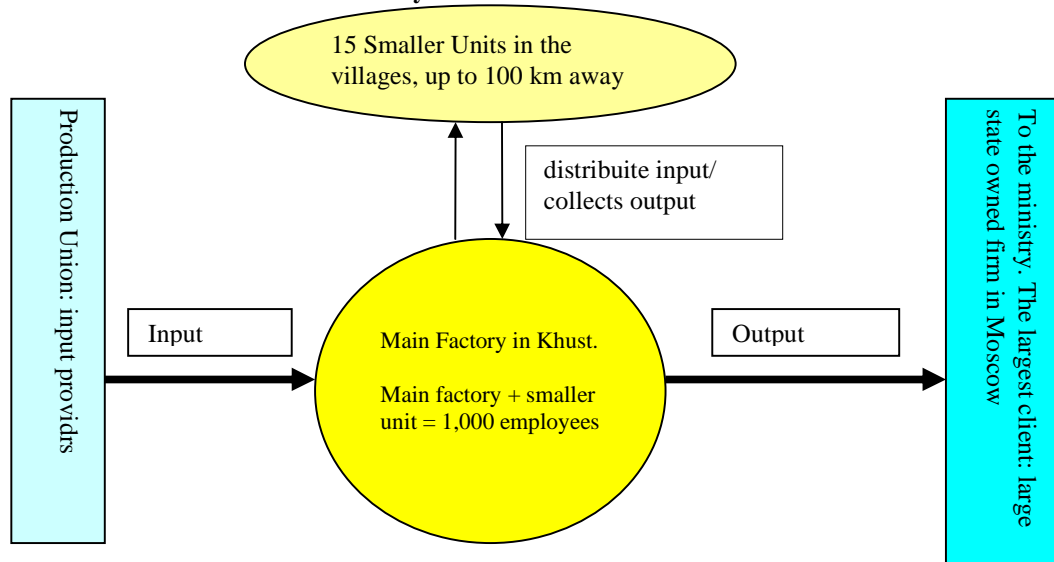 15 Smaller Units in the
villages, up to 100 km away
Production Union: input providrs
distribuite input/
collects output
Input
Main Factory in Khust.
Main factory + smaller
unit = 1,000 employees
Output
To the ministry. The largest client: large
state owned firm in Moscow